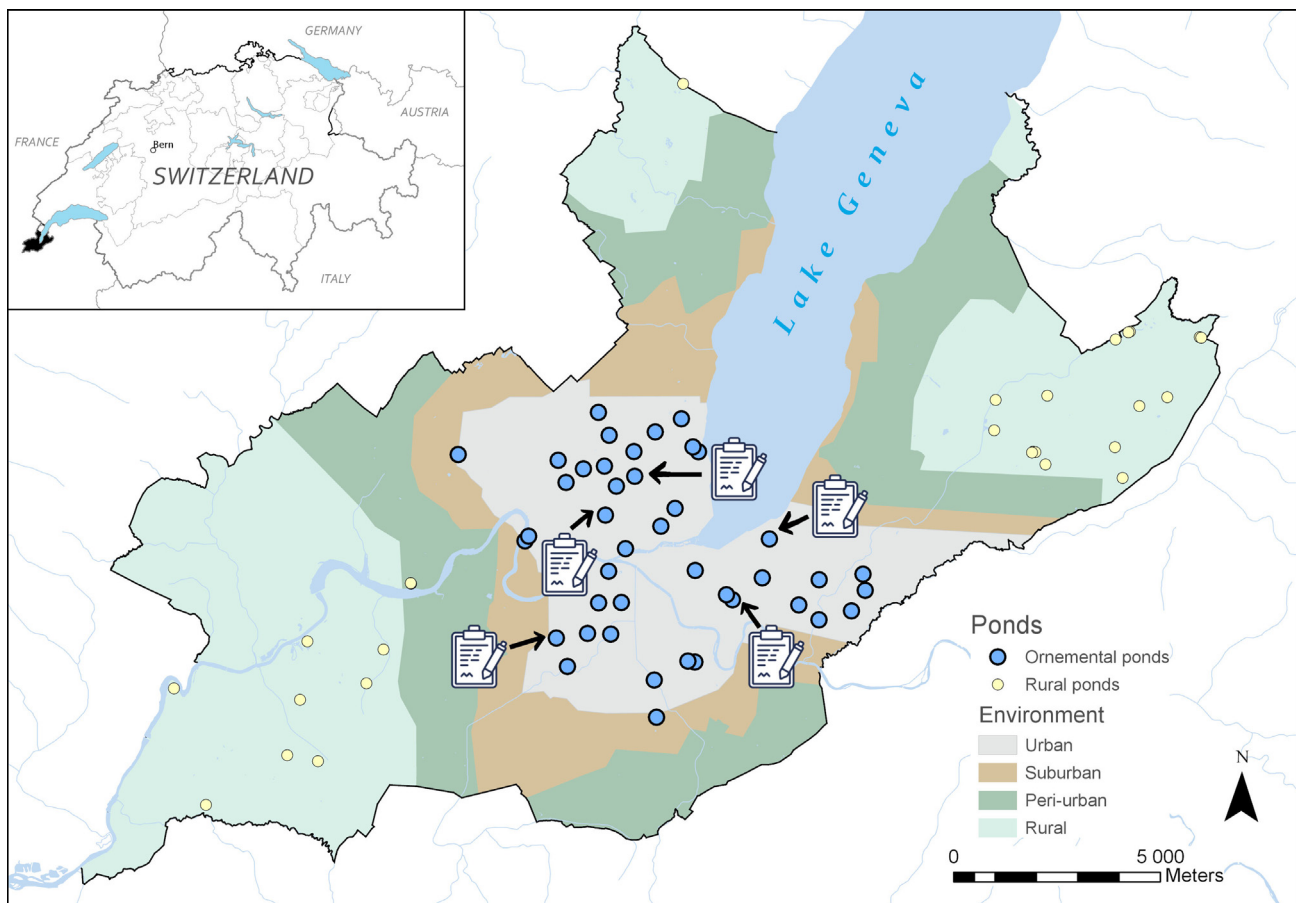 GERMANY
FRANCE
AUSTRIA
Bern
SWITZERLAND
ITALY
Lake Geneva
Ponds
Ornemental ponds
Rural ponds
Environment
Urban
Suburban
Peri-urban
Rural
N
0 5 000
Meters